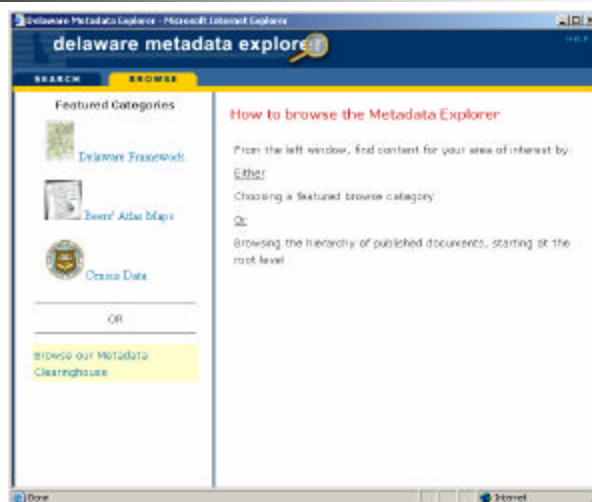 Delaware Metadata Explorer - Microsoft Internet Explorer
delaware metadata explorer
HELP
SEARCH
BROWSE
Featured Categories
Delaware Framework
Beers' Atlas Maps
Census Data
OR
Browse our Metadata
Clearinghouse
How to browse the Metadata Explorer
From the left window, find content for your area of interest by:
Either
Choosing a featured browse category
Or
Browsing the hierarchy of published documents, starting at the
root level
Done
Internet